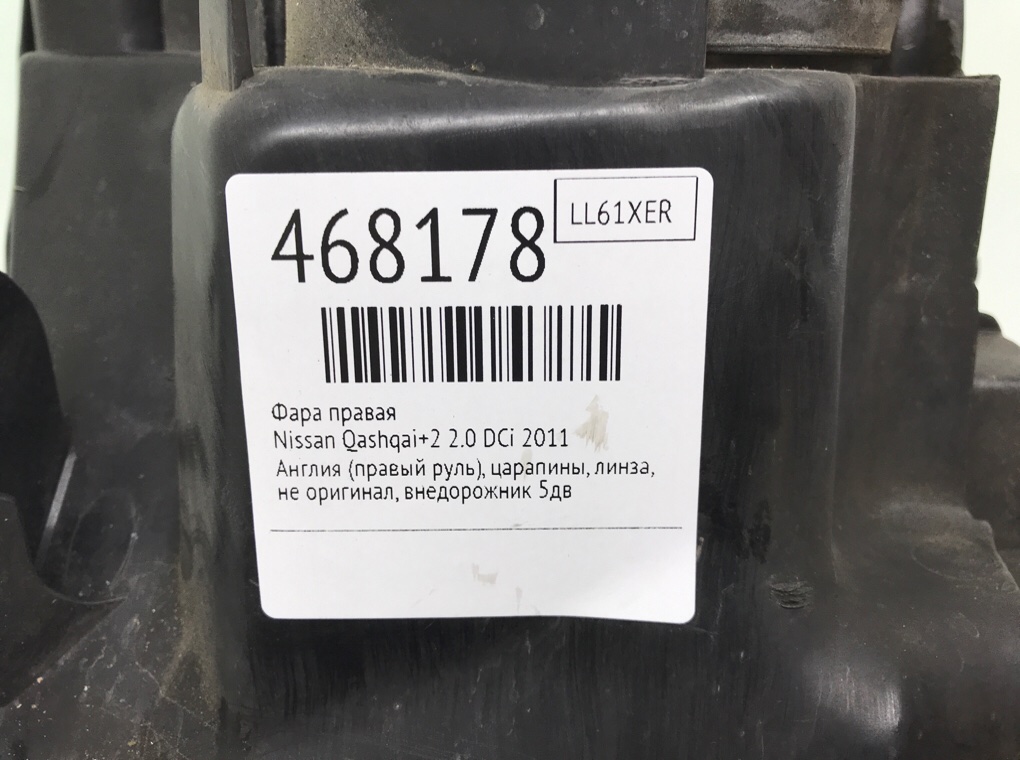 468178
LL61XER
Фара правая
Nissan Qashqai+2 2.0 DCi 2011
Англия (правый руль), царапины, линза,
не оригинал, внедорожник 5дв